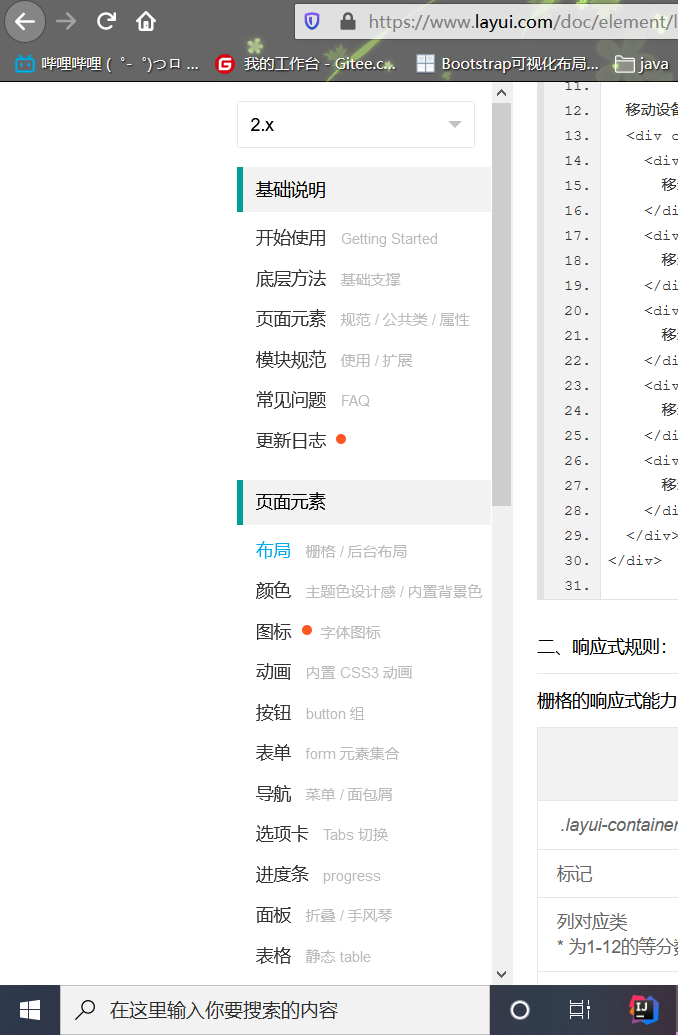 https://www.layui.com/doc/element/l
哔哩哔哩 ( ゜- ゜)つロ ...
我的工作台 - Gitee.c...
Bootstrap可视化布局...
java
2.x
基础说明
开始使用 Getting Started
底层方法 基础支撑
页面元素 规范 / 公共类 / 属性
模块规范 使用 / 扩展
常见问题 FAQ
更新日志
页面元素
布局 栅格 / 后台布局
颜色 主题色设计感 / 内置背景色
图标 字体图标
动画 内置 CSS3 动画
按钮 button 组
表单 form 元素集合
导航 菜单 / 面包屑
选项卡 Tabs 切换
进度条 progress
面板 折叠 / 手风琴
表格 静态 table
11.
12. 移动设备
13. <div c
14. <div
15. 移
16. </di
17. <div
18. 移
19. </di
20. <div
21. 移
22. </di
23. <div
24. 移
25. </di
26. <div
27. 移
28. </di
29. </div>
30. </div>
31.
二、响应式规则：
栅格的响应式能力
.layui-container
标记
列对应类
* 为1-12的等分数
在这里输入你要搜索的内容
IJ